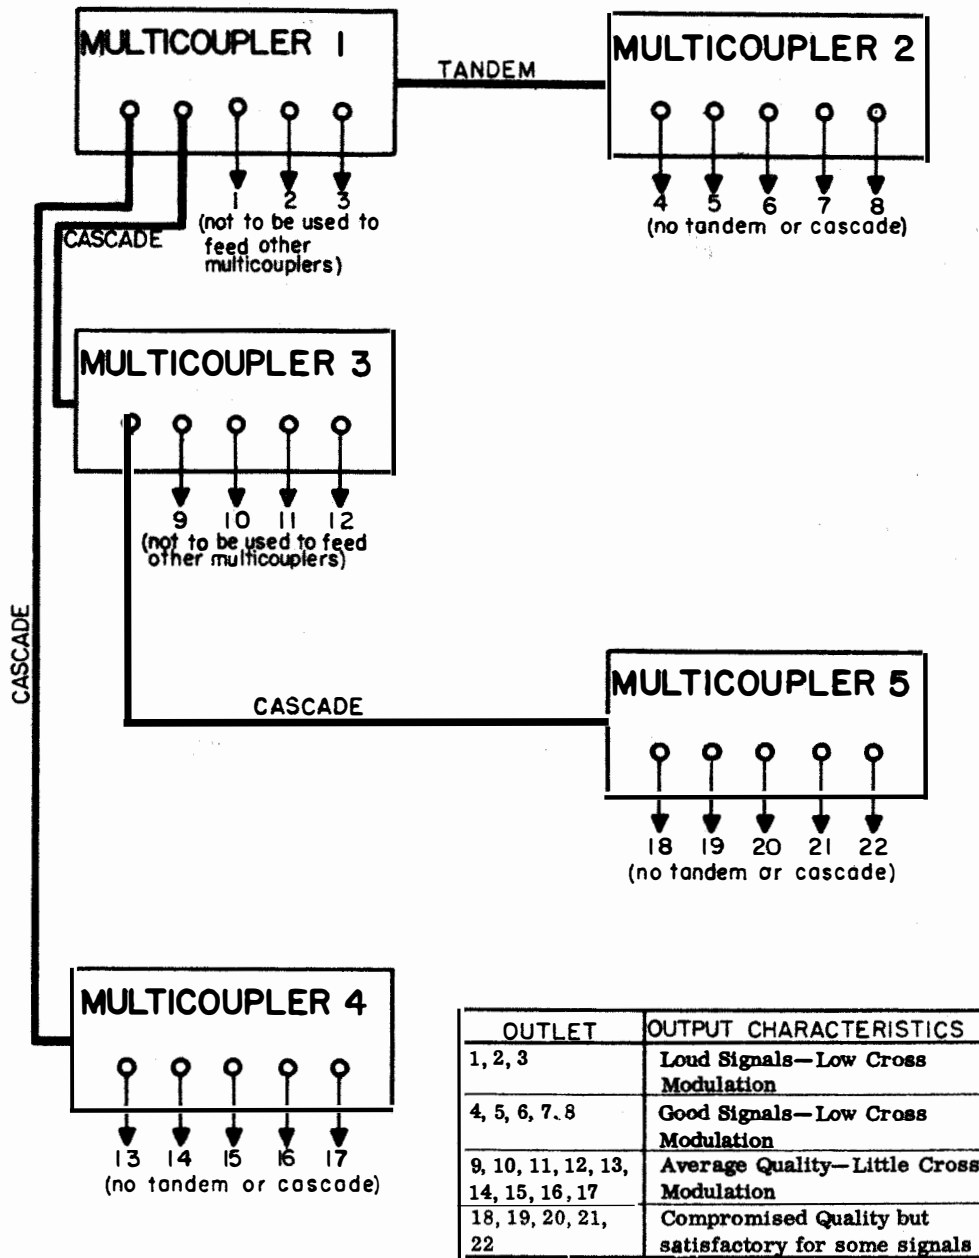 MULTICOUPLER 1
TANDEM
MULTICOUPLER 2
1 2 3
(not to be used to
feed other
multicouplers)
4 5 6 7 8
(no tandem or cascade)
CASCADE
MULTICOUPLER 3
9 10 11 12
(not to be used to feed
other multicouplers)
CASCADE
CASCADE
MULTICOUPLER 5
18 19 20 21 22
(no tandem or cascade)
MULTICOUPLER 4
13 14 15 16 17
(no tandem or cascade)
OUTLET OUTPUT CHARACTERISTICS
1, 2, 3 Loud Signals—Low Cross
Modulation
4, 5, 6, 7, 8 Good Signals—Low Cross
Modulation
9, 10, 11, 12, 13, Average Quality—Little Cross
14, 15, 16, 17 Modulation
18, 19, 20, 21, Compromised Quality but
22 satisfactory for some signals